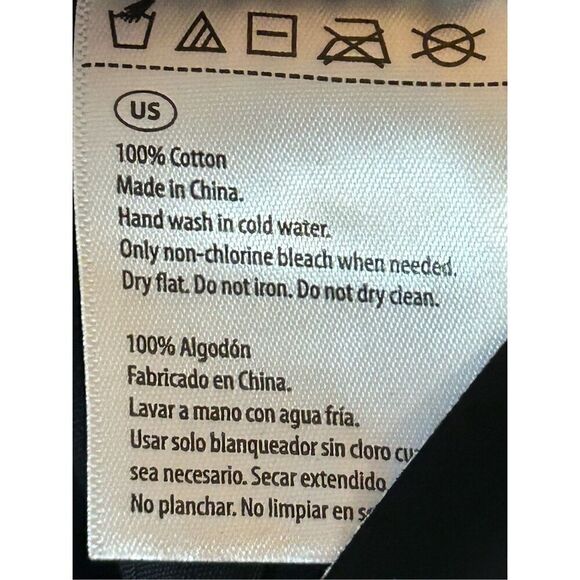 US
100% Cotton
Made in China.
Hand wash in cold water.
Only non-chlorine bleach when needed.
Dry flat. Do not iron. Do not dry clean.
100% Algodón
Fabricado en China.
Lavar a mano con agua fría.
Usar solo blanqueador sin cloro
sea necesario. Secar extendido.
No planchar. No limpiar en